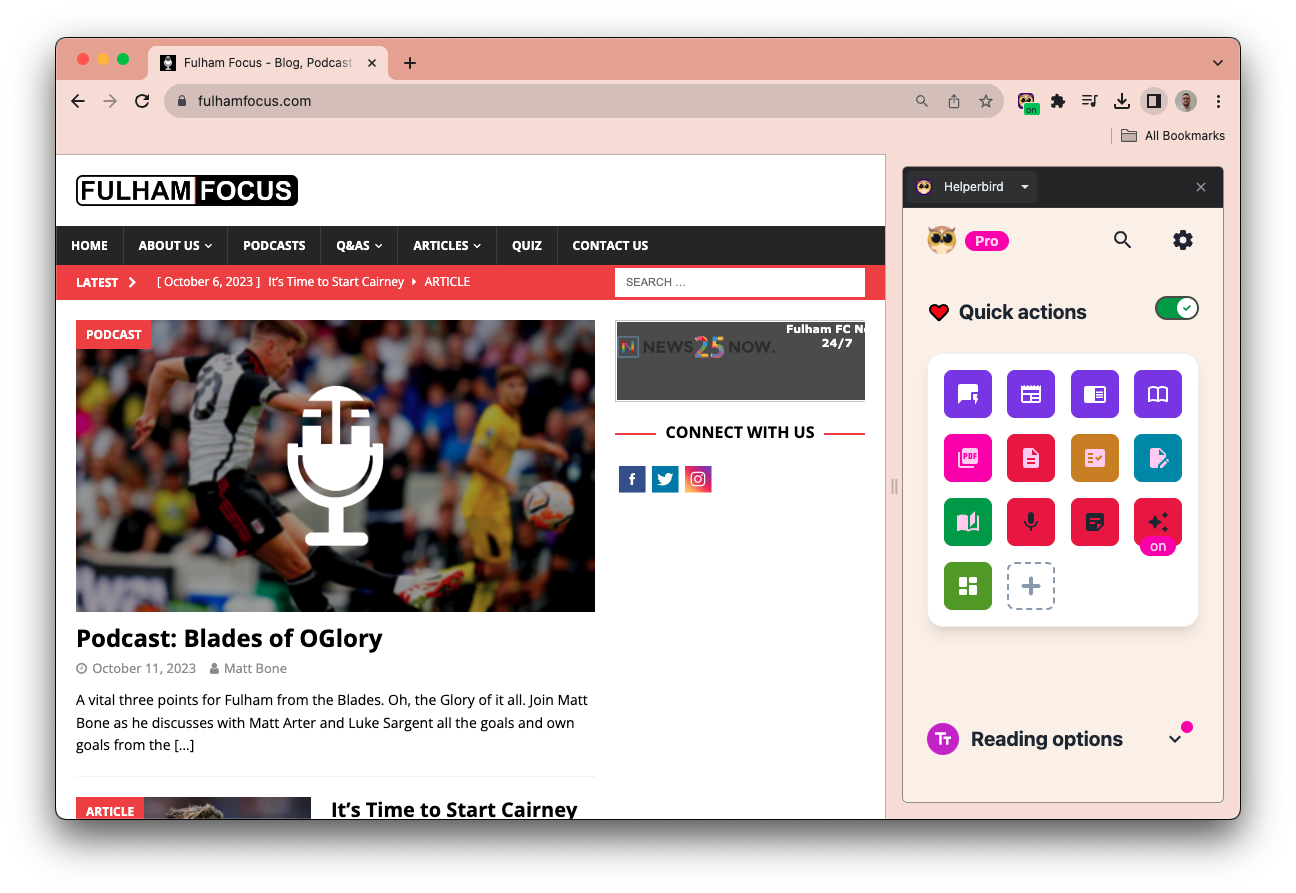 Fulham Focus - Blog, Podcast
fulhamfocus.com
on
All Bookmarks
FULHAM FOCUS
HOME
ABOUT US
PODCASTS
Q&AS
ARTICLES
QUIZ
CONTACT US
LATEST
[ October 6, 2023 ] It's Time to Start Cairney
ARTICLE
SEARCH …
PODCAST
Podcast: Blades of OGlory
October 11, 2023 Matt Bone
A vital three points for Fulham from the Blades. Oh, the Glory of it all. Join Matt
Bone as he discusses with Matt Arter and Luke Sargent all the goals and own
goals from the [...]
ARTICLE
It's Time to Start Cairney
NEWS 25 NOW.
Fulham FC
24/7
CONNECT WITH US
Helperbird
Pro
Quick actions
PDF
on
Reading options